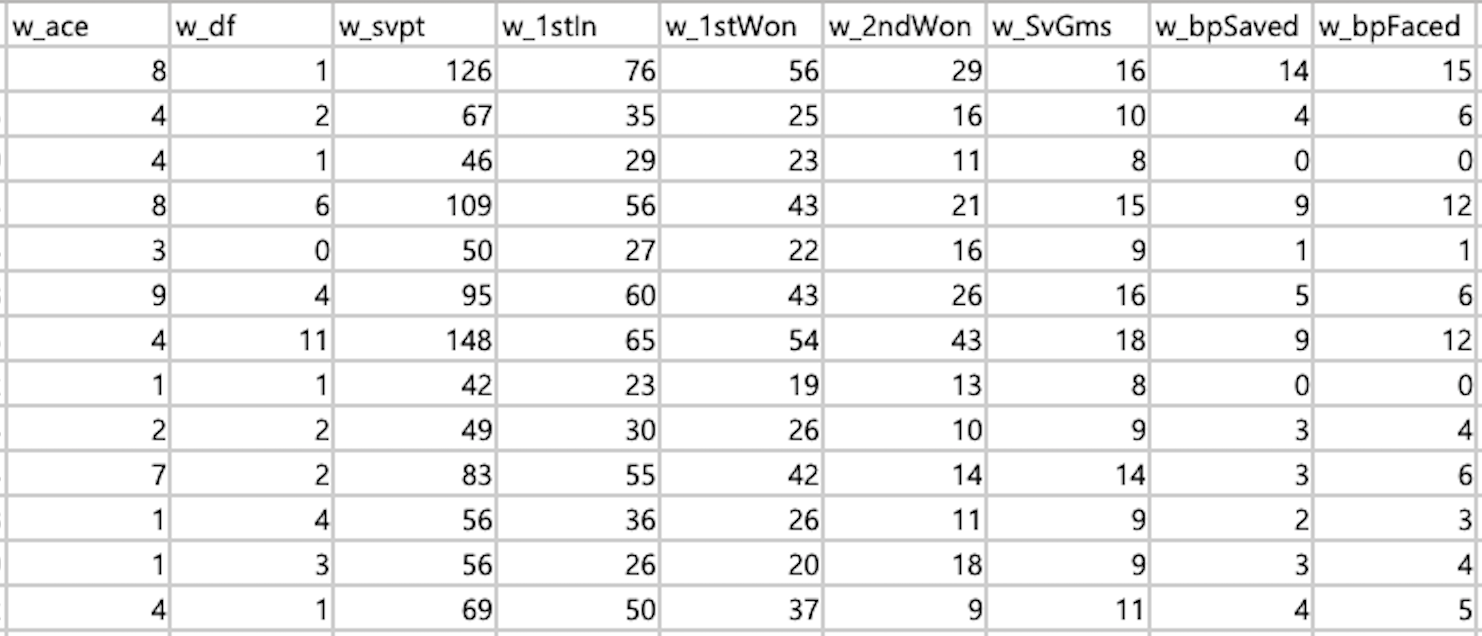 w_ace w_df w_svpt w_1stIn w_1stWon w_2ndWon w_SvGms w_bpSaved w_bpFaced
8 1 126 76 56 29 16 14 15
4 2 67 35 25 16 10 4 6
4 1 46 29 23 11 8 0 0
8 6 109 56 43 21 15 9 12
3 0 50 27 22 16 9 1 1
9 4 95 60 43 26 16 5 6
4 11 148 65 54 43 18 9 12
1 1 42 23 19 13 8 0 0
2 2 49 30 26 10 9 3 4
7 2 83 55 42 14 14 3 6
1 4 56 36 26 11 9 2 3
1 3 56 26 20 18 9 3 4
4 1 69 50 37 9 11 4 5